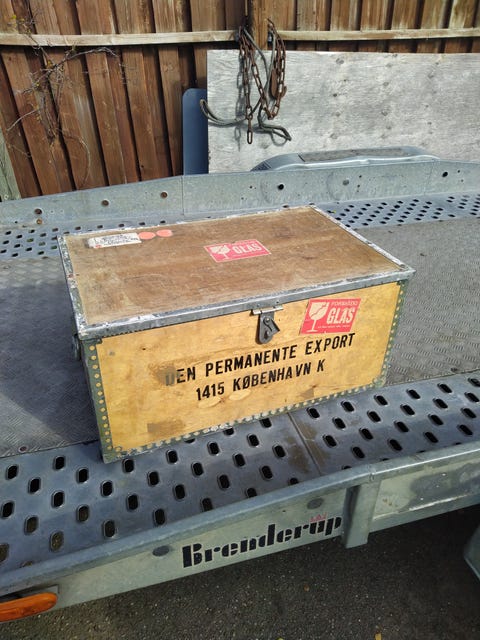 GLAS
FORSIGTIG
GLAS
DEN PERMANENTE EXPORT
1415 KØBENHAVN K
Brenderup